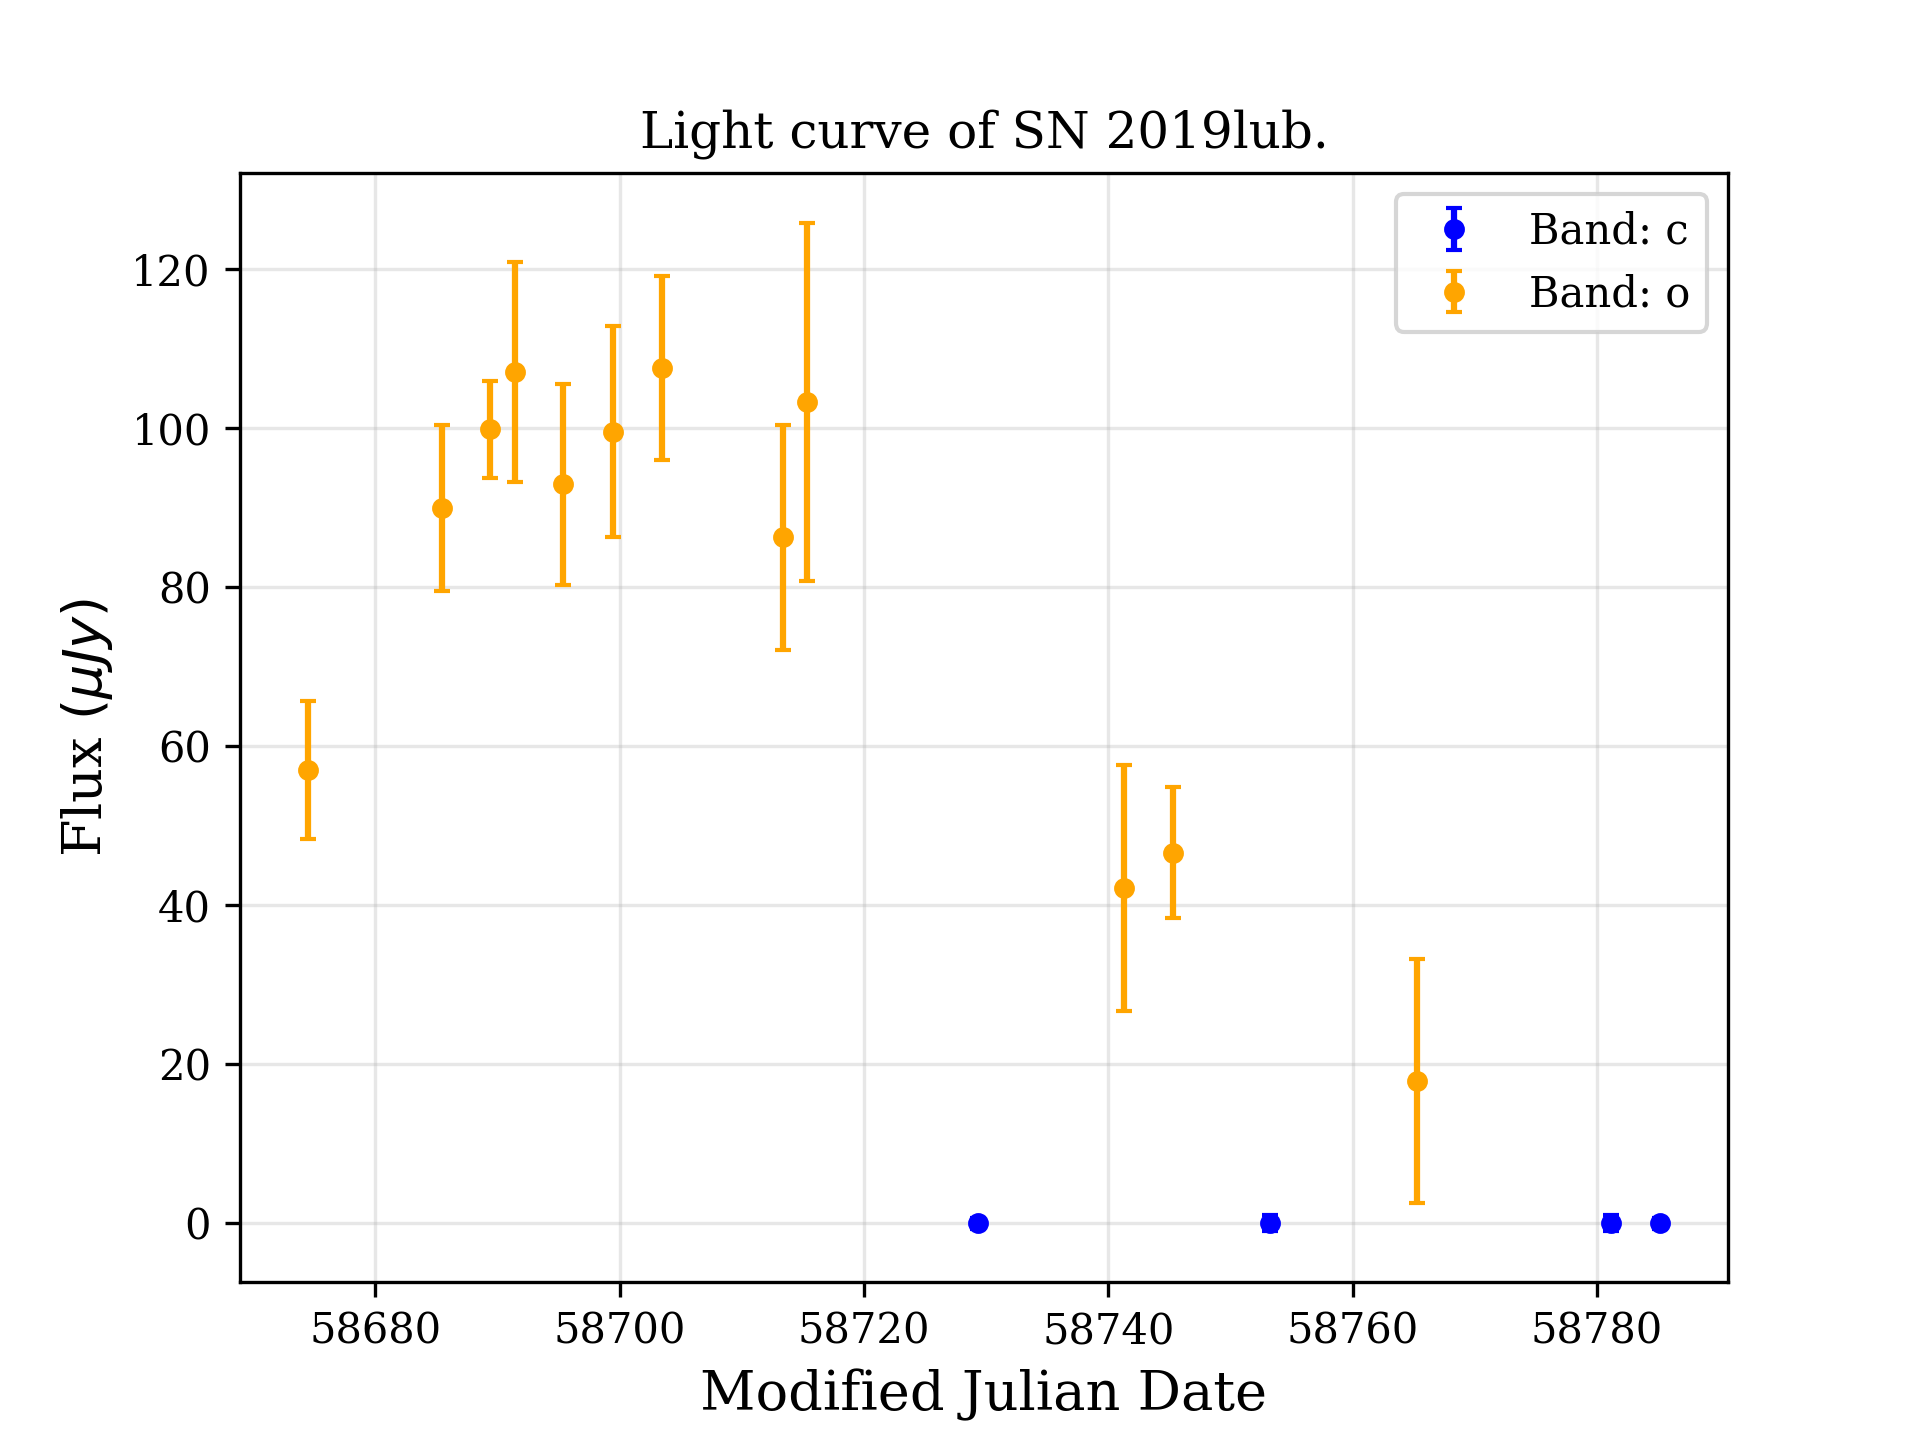 Light curve of SN 2019lub.
Band: c
Band: o
120
100
80
60
40
20
0
Flux (μJy)
58680 58700 58720 58740 58760 58780
Modified Julian Date